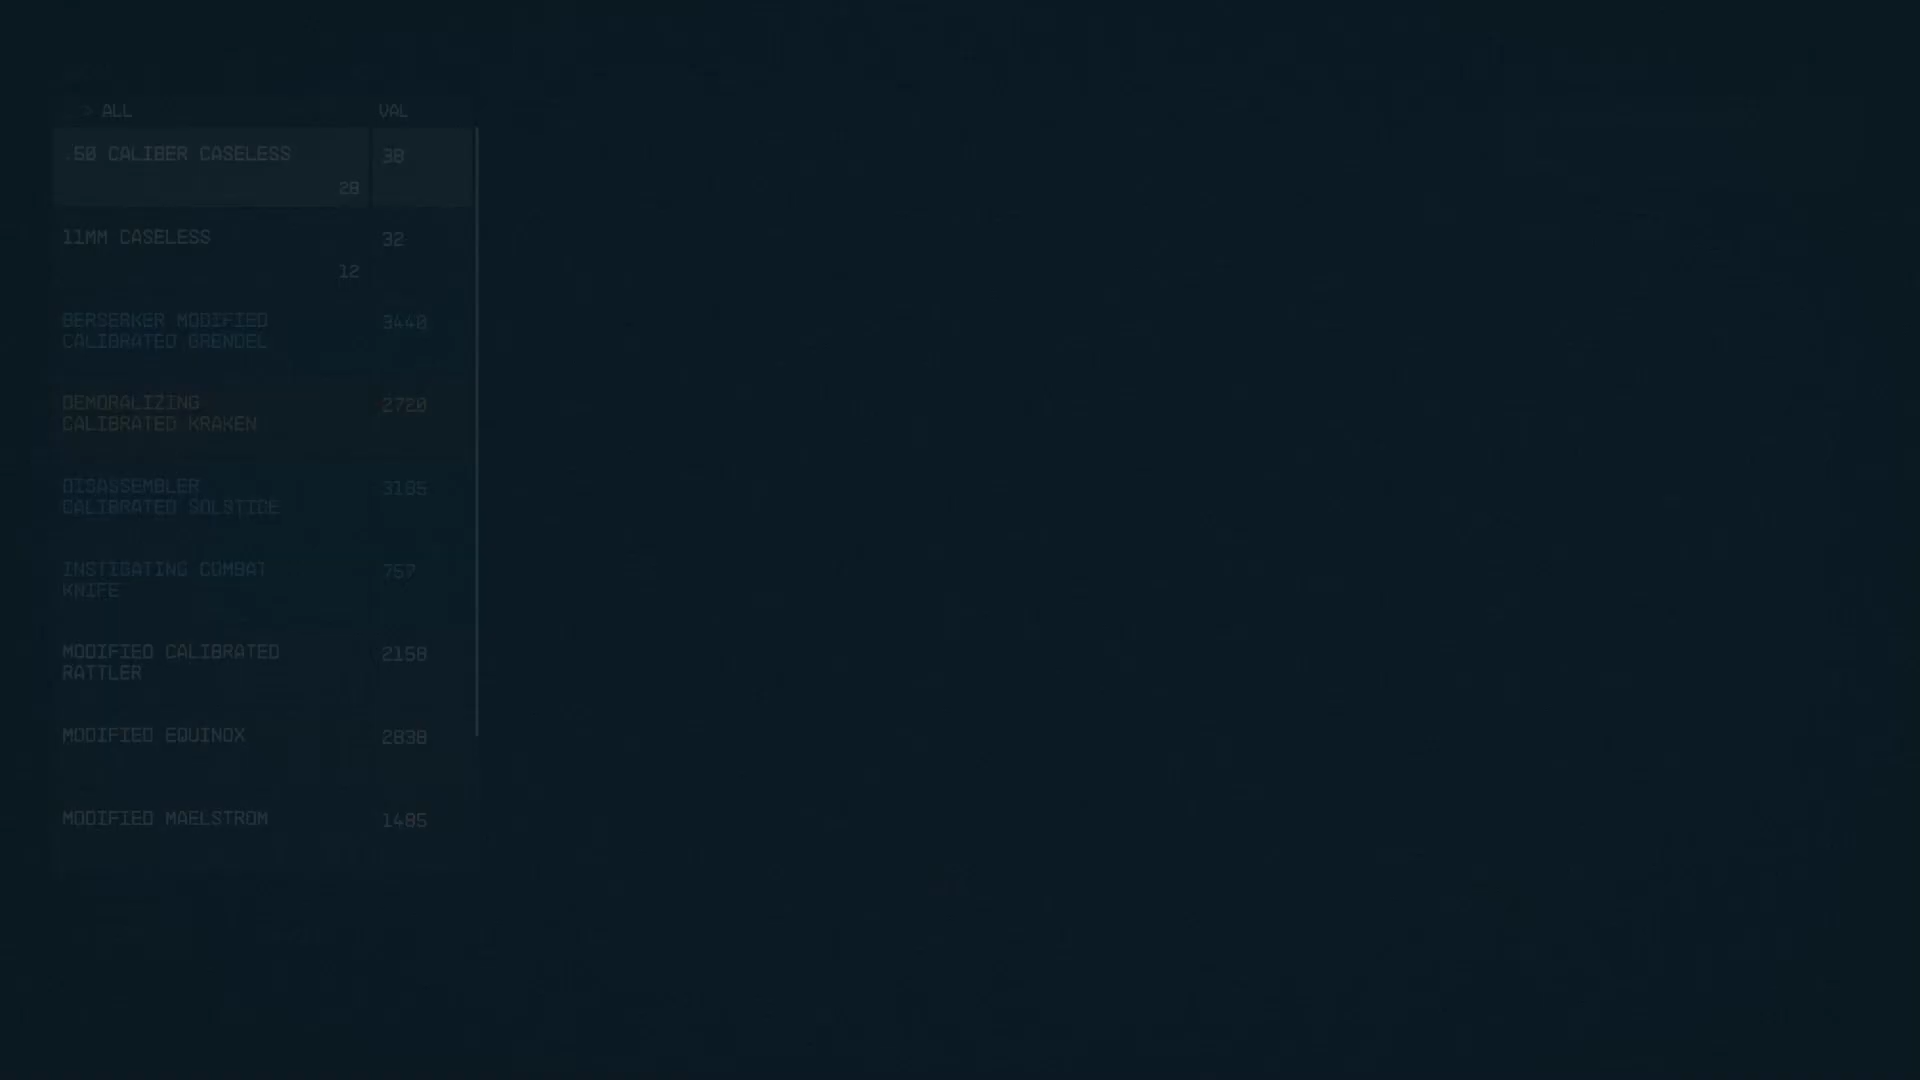 > ALL VAL
.50 CALIBER CASELESS 38
28
11MM CASELESS 32
12
BERSERKER MODIFIED 3440
CALIBRATED GRENDEL
DEMORALIZING 2720
CALIBRATED KRAKEN
DISASSEMBLER 3185
CALIBRATED SOLSTICE
INSTIGATING COMBAT 757
KNIFE
MODIFIED CALIBRATED 2158
RATTLER
MODIFIED EQUINOX 2838
MODIFIED MAELSTROM 1485